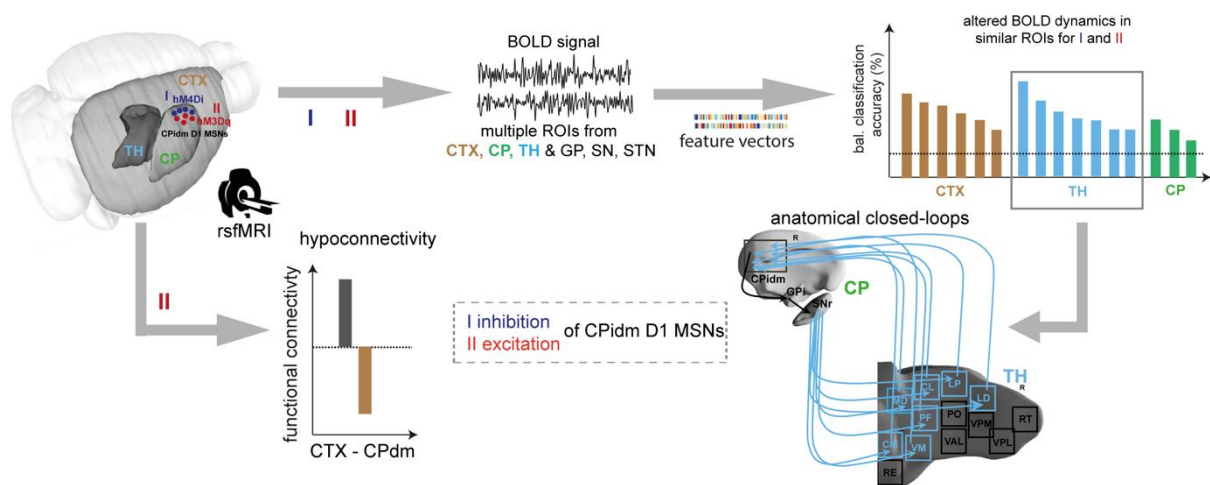 CTX
I
hM4Di
II
hM3Dq
CPidm D1 MSNs
TH
CP
rsfMRI
I II
BOLD signal
multiple ROIs from
CTX, CP, TH & GP, SN, STN
feature vectors
altered BOLD dynamics in
similar ROIs for I and II
bal. classification
accuracy (%)
CTX
TH
CP
II
hypoconnectivity
functional connectivty
CTX - CPdm
I inhibition
II excitation
of CPidm D1 MSNs
anatomical closed-loops
R
CPidm
GPi
SNr
CP
TH
R
MD
CL
LP
LD
PF
PO
VPM
RT
CM
VM
VAL
VPL
RE